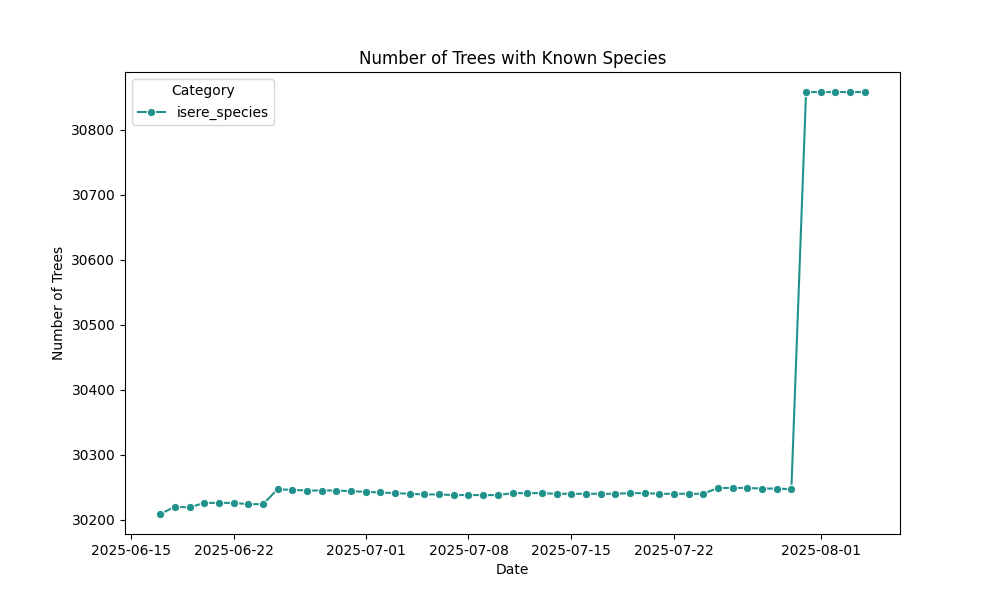 Number of Trees with Known Species
Category
isere_species
Number of Trees
30800
30700
30600
30500
30400
30300
30200
2025-06-15
2025-06-22
2025-07-01
2025-07-08
2025-07-15
2025-07-22
2025-08-01
Date